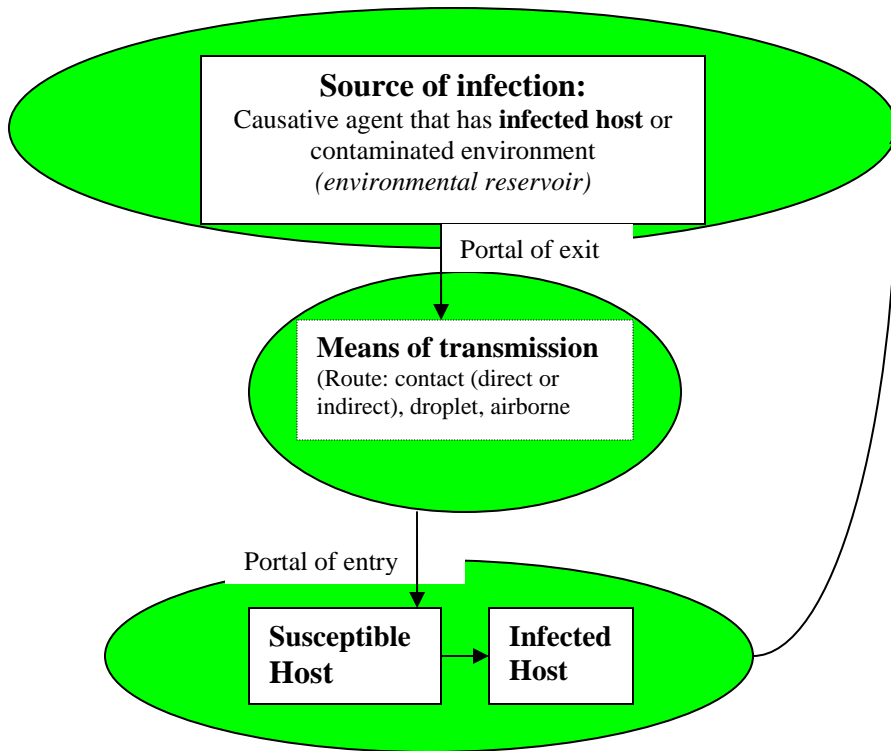 Source of infection:
Causative agent that has infected host or
contaminated environment
(environmental reservoir)
Portal of exit
Means of transmission
(Route: contact (direct or
indirect), droplet, airborne
Portal of entry
Susceptible
Host
Infected
Host